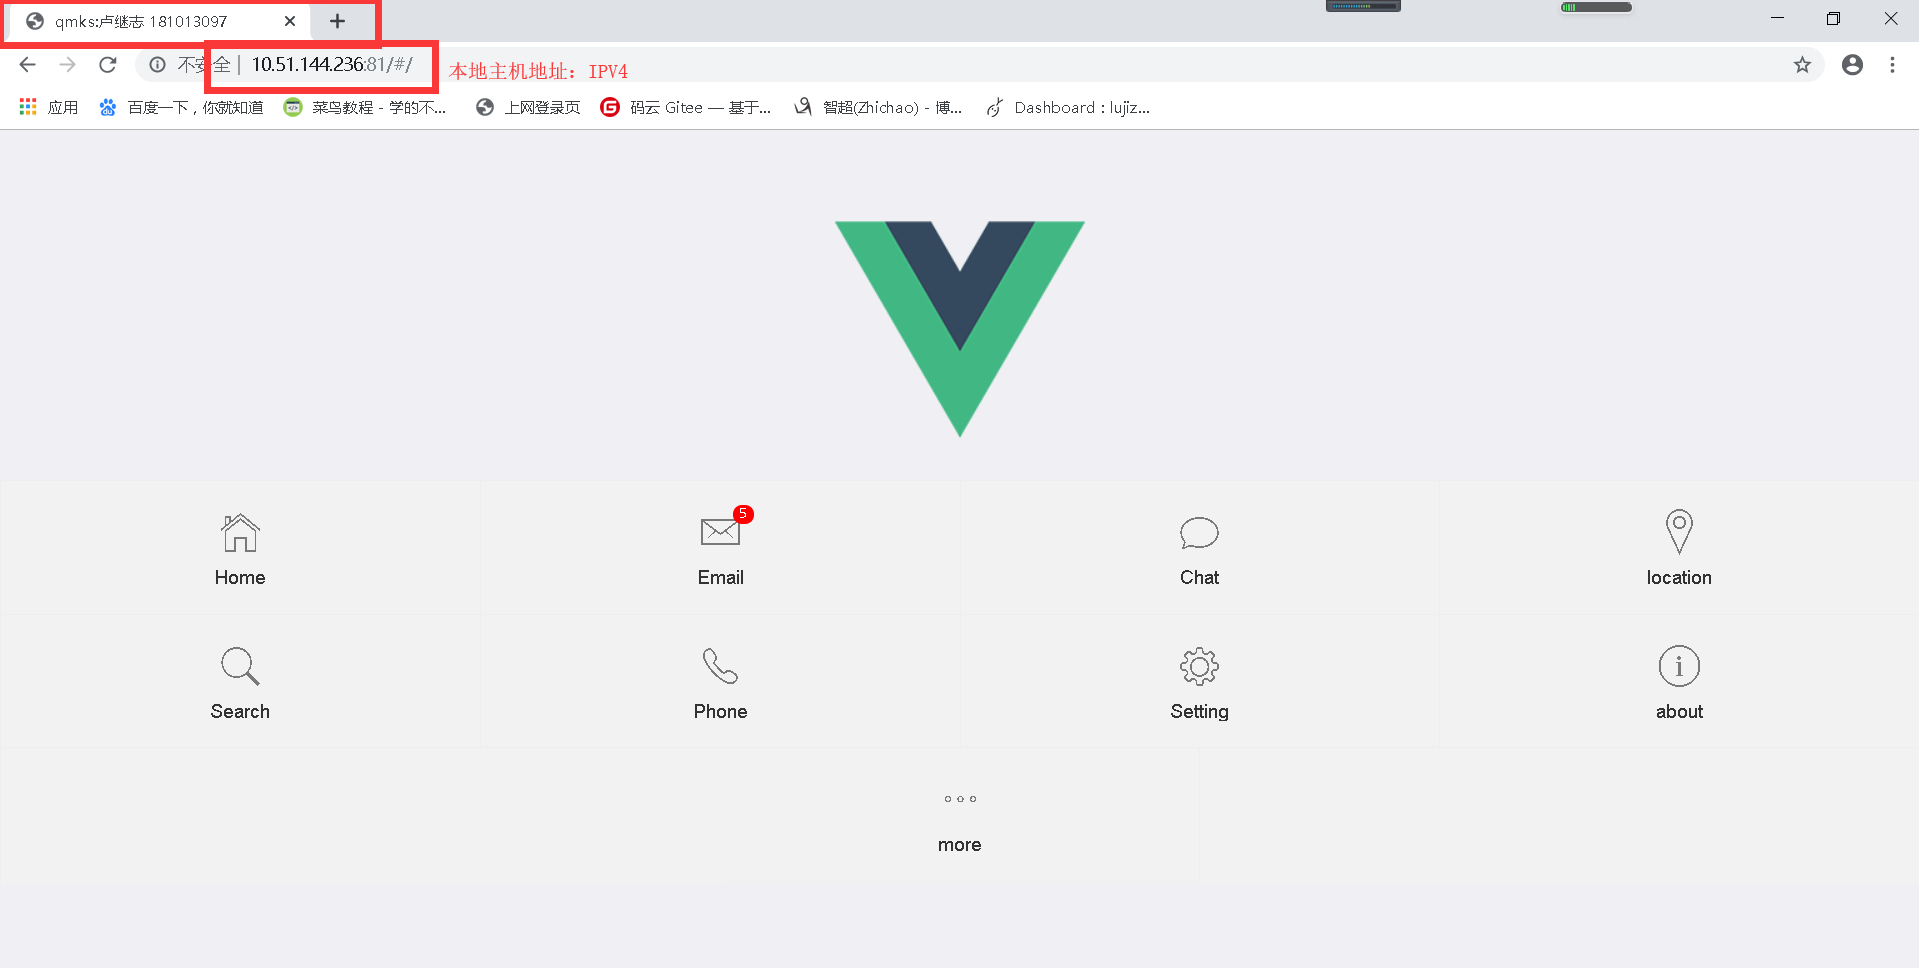 qmks:卢继志 181013097
不安全 | 10.51.144.236:81/#/
本地主机地址：IPV4
应用 百度一下，你就知道 菜鸟教程 - 学的不... 上网登录页 码云 Gitee — 基于... 智超(Zhichao) - 博... Dashboard : lujiz...
5
Home Email Chat location
Search Phone Setting about
more